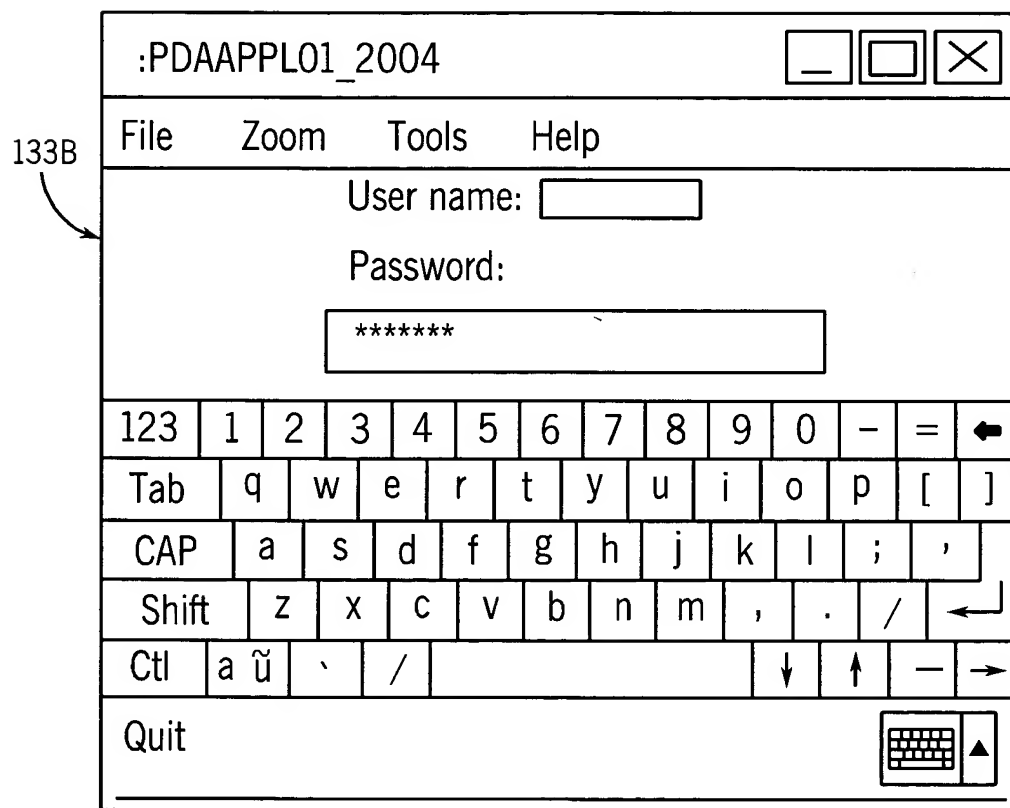 :PDAAPPL01_2004
File Zoom Tools Help
133B
User name:
Password:
*******
123 1 2 3 4 5 6 7 8 9 0 - =
Tab q w e r t y u i o p [ ]
CAP a s d f g h j k l ; '
Shift z x c v b n m , . /
Ctl a ũ ` /
Quit